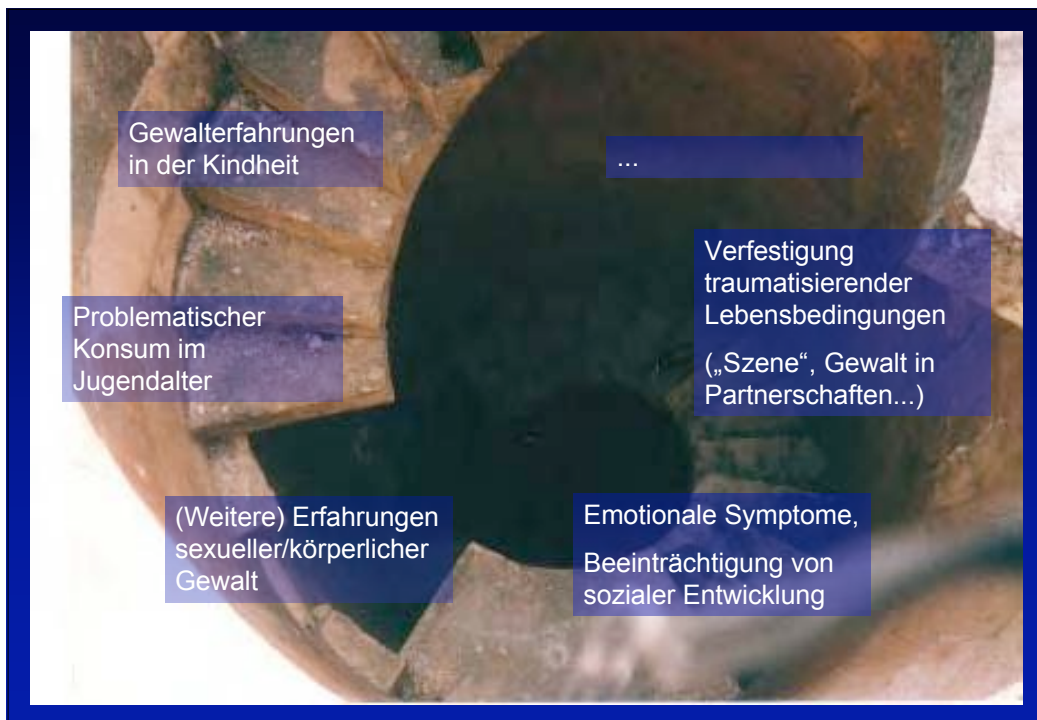 Gewalterfahrungen
in der Kindheit
Problematischer
Konsum im
Jugendalter
(Weitere) Erfahrungen
sexueller/körperlicher
Gewalt
Emotionale Symptome,
Beeinträchtigung von
sozialer Entwicklung
Verfestigung
traumatisierender
Lebensbedingungen
(„Szene“, Gewalt in
Partnerschaften...)
...